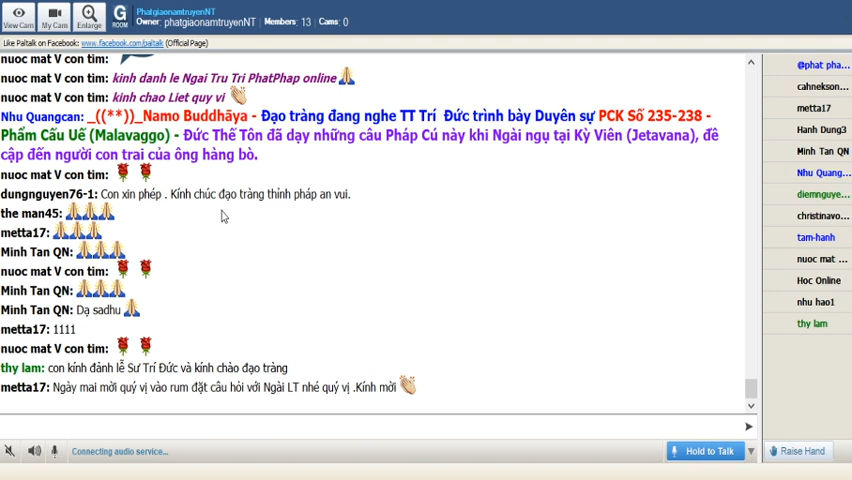 PhatgiaonamtruyenNT
Owner: phatgiaonamtruyenNT Members: 13 Cams: 0
View Cam My Cam Enlarge G ROOM
Like Paltalk on Facebook: www.facebook.com/paltalk (Official Page)
nuoc mat V con tim:
nuoc mat V con tim: kinh danh le Ngai Tru Tri PhatPhap online
nuoc mat V con tim: kinh chao Liet quy vi
Nhu Quangcan: _((**))_Namo Buddhāya - Đạo tràng đang nghe TT Trí Đức trình bày Duyên sự PCK Số 235-238 -
Phẩm Cấu Uế (Malavaggo) - Đức Thế Tôn đã dạy những câu Pháp Cú này khi Ngài ngụ tại Kỳ Viên (Jetavana), đề
cập đến người con trai của ông hàng bò.
nuoc mat V con tim:
dungnguyen76-1: Con xin phép . Kính chúc đạo tràng thính pháp an vui.
the man45:
metta17:
Minh Tan QN:
nuoc mat V con tim:
Minh Tan QN:
Minh Tan QN: Dạ sadhu
metta17: 1111
nuoc mat V con tim:
thy lam: con kính đảnh lễ Sư Trí Đức và kính chào đạo tràng
metta17: Ngày mai mời quý vị vào rum đặt câu hỏi với Ngài LT nhé quý vị .Kính mời
@phat pha...
cahnekson...
metta17
Hanh Dung3
Minh Tan QN
Nhu Quang...
diemnguye...
christinavo...
tam-hanh
nuoc mat ...
Hoc Online
nhu hao1
thy lam
Connecting audio service...
Hold to Talk
Raise Hand